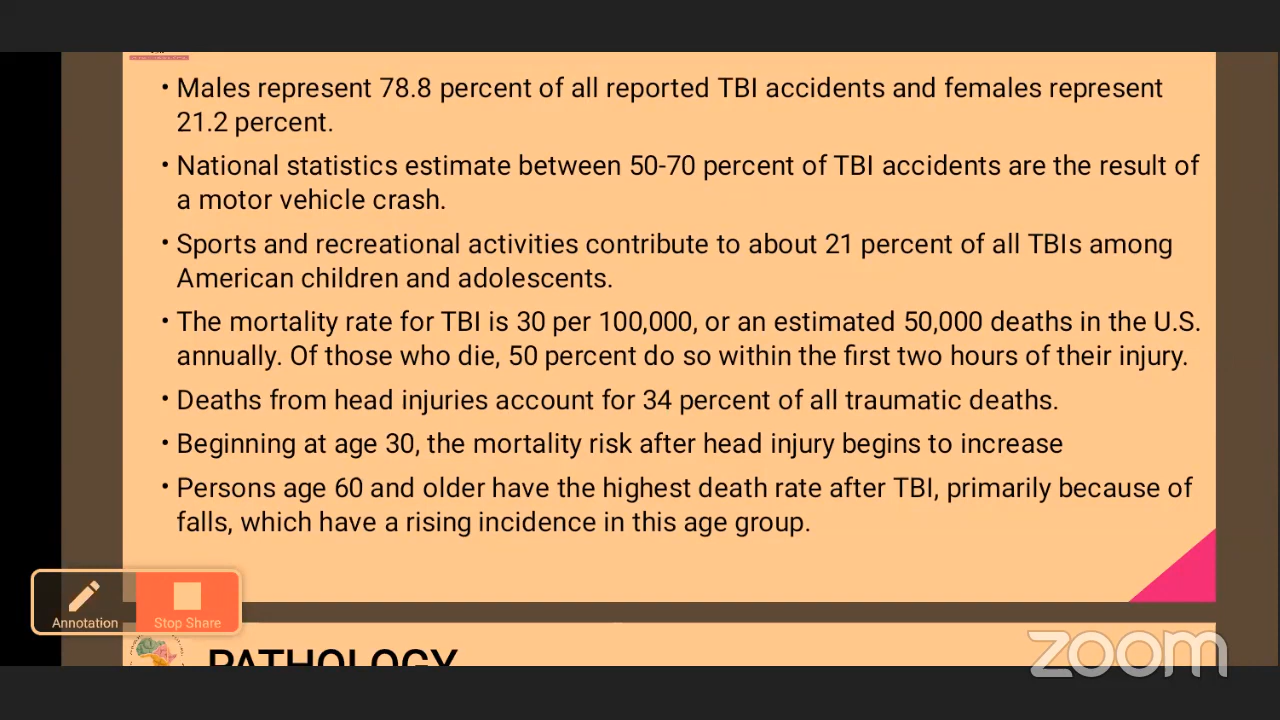 • Males represent 78.8 percent of all reported TBI accidents and females represent
21.2 percent.
• National statistics estimate between 50-70 percent of TBI accidents are the result of
a motor vehicle crash.
• Sports and recreational activities contribute to about 21 percent of all TBIs among
American children and adolescents.
• The mortality rate for TBI is 30 per 100,000, or an estimated 50,000 deaths in the U.S.
annually. Of those who die, 50 percent do so within the first two hours of their injury.
• Deaths from head injuries account for 34 percent of all traumatic deaths.
• Beginning at age 30, the mortality risk after head injury begins to increase
• Persons age 60 and older have the highest death rate after TBI, primarily because of
falls, which have a rising incidence in this age group.
Annotation
Stop Share
PATHOLOGY
zoom